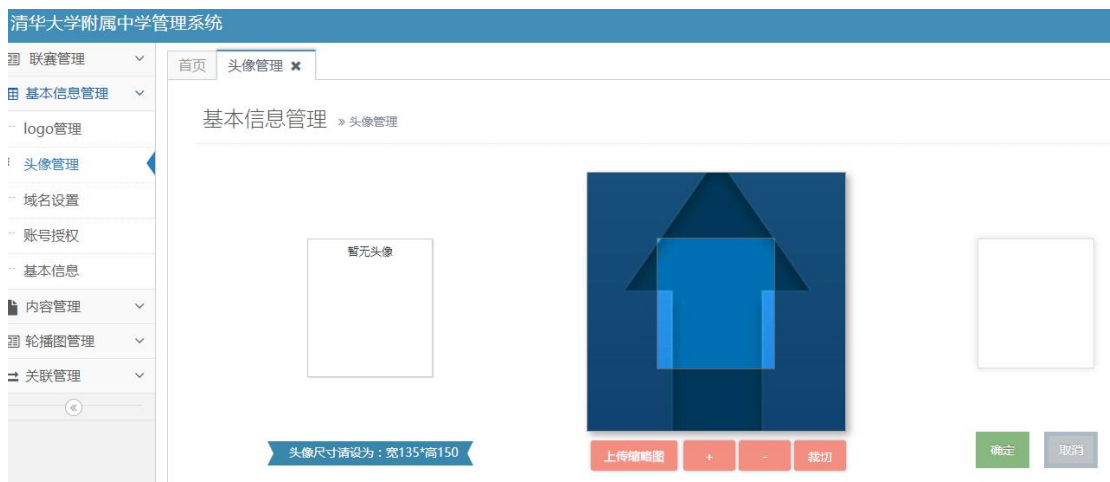 清华大学附属中学管理系统
联赛管理
首页 头像管理 ✖
基本信息管理
基本信息管理 » 头像管理
logo管理
头像管理
域名设置
账号授权
暂无头像
基本信息
内容管理
轮播图管理
关联管理
头像尺寸请设为：宽135*高150
上传缩略图 + - 裁切
确定 取消